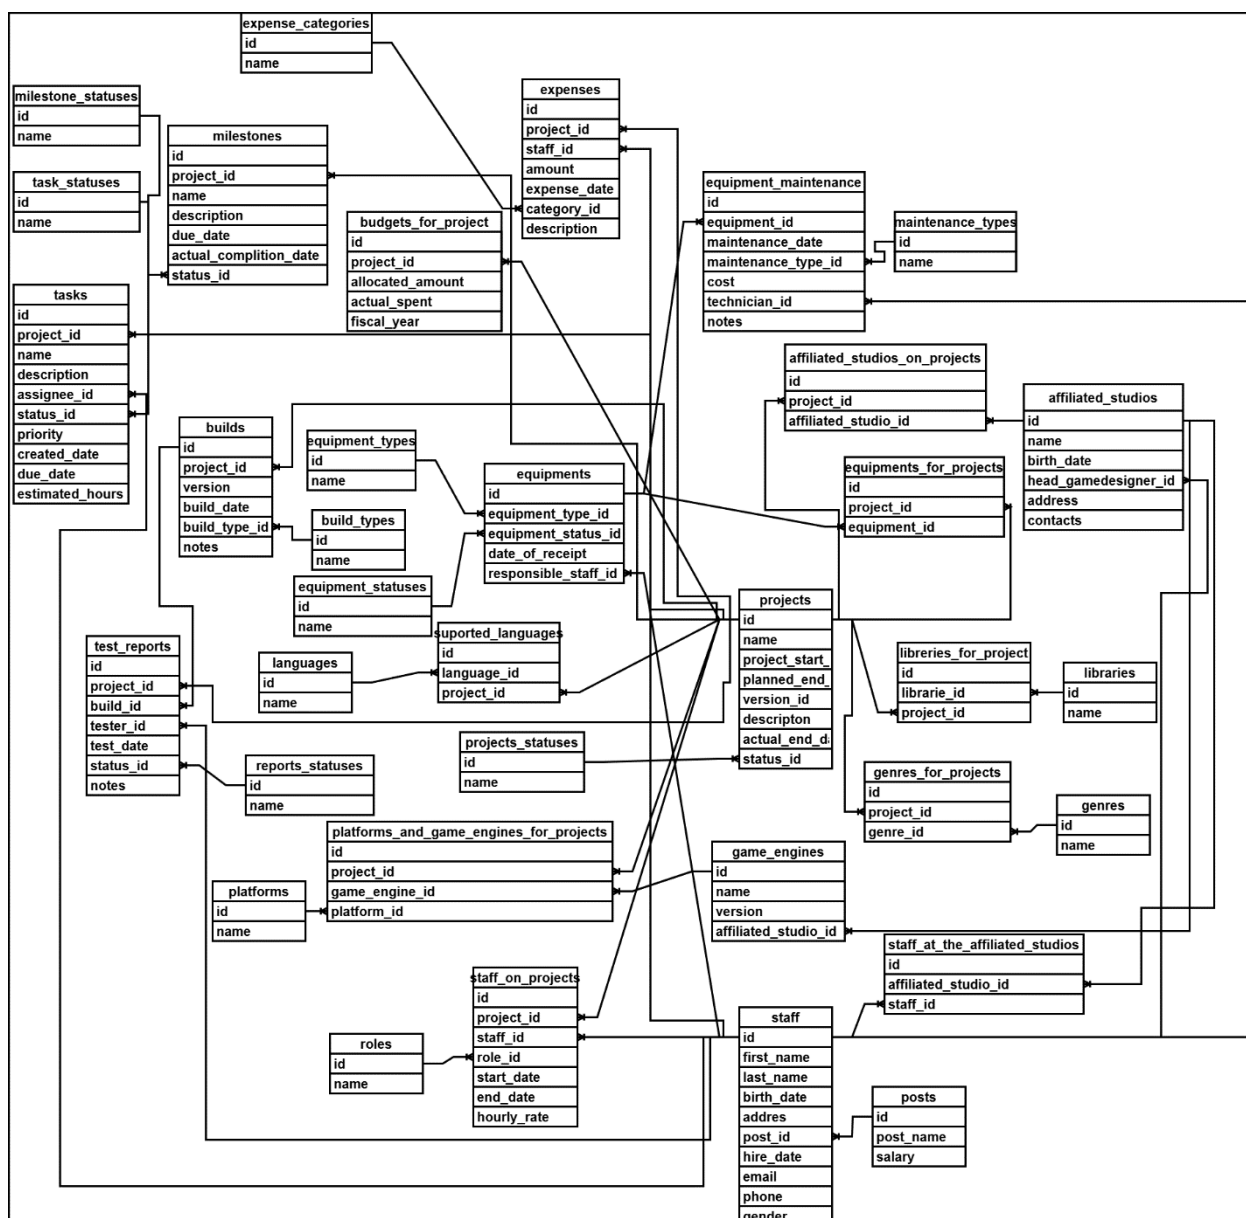 expense_categories
id
name
milestone_statuses
id
name
task_statuses
id
name
milestones
id
project_id
name
description
due_date
actual_complition_date
status_id
expenses
id
project_id
staff_id
amount
expense_date
category_id
description
budgets_for_project
id
project_id
allocated_amount
actual_spent
fiscal_year
equipment_maintenance
id
equipment_id
maintenance_date
maintenance_type_id
cost
technician_id
notes
maintenance_types
id
name
tasks
id
project_id
name
description
assignee_id
status_id
priority
created_date
due_date
estimated_hours
affiliated_studios_on_projects
id
project_id
affiliated_studio_id
affiliated_studios
id
name
birth_date
head_gamedesigner_id
address
contacts
builds
id
project_id
version
build_date
build_type_id
notes
equipment_types
id
name
build_types
id
name
equipments
id
equipment_type_id
equipment_status_id
date_of_receipt
responsible_staff_id
equipments_for_projects
id
project_id
equipment_id
equipment_statuses
id
name
projects
id
name
project_start_
planned_end_
version_id
descripton
actual_end_d
status_id
suported_languages
id
language_id
project_id
languages
id
name
test_reports
id
project_id
build_id
tester_id
test_date
status_id
notes
reports_statuses
id
name
projects_statuses
id
name
libreries_for_project
id
librarie_id
project_id
libraries
id
name
genres_for_projects
id
project_id
genre_id
genres
id
name
platforms_and_game_engines_for_projects
id
project_id
game_engine_id
platform_id
platforms
id
name
game_engines
id
name
version
affiliated_studio_id
staff_at_the_affiliated_studios
id
affiliated_studio_id
staff_id
staff_on_projects
id
project_id
staff_id
role_id
start_date
end_date
hourly_rate
roles
id
name
staff
id
first_name
last_name
birth_date
addres
post_id
hire_date
email
phone
gender
posts
id
post_name
salary